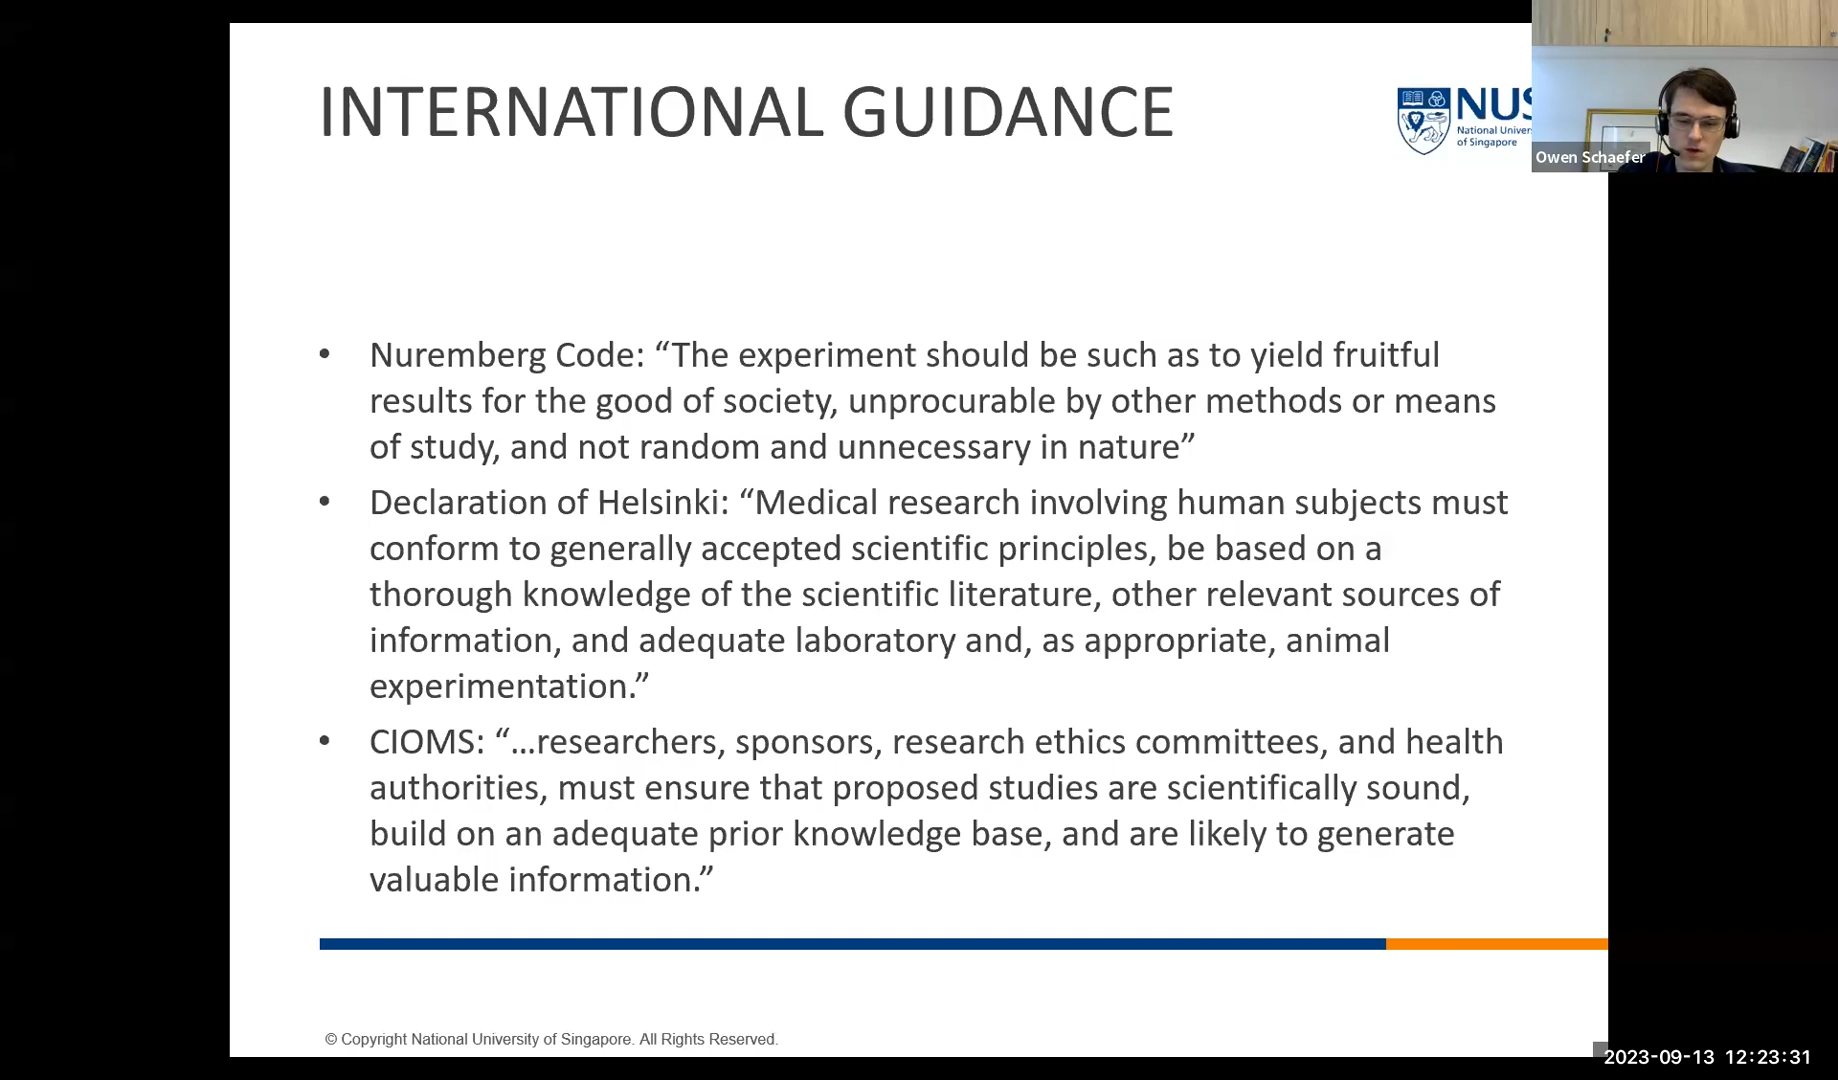 INTERNATIONAL GUIDANCE
NUS
National Univer
of Singapore
Owen Schaefer
• Nuremberg Code: “The experiment should be such as to yield fruitful
results for the good of society, unprocurable by other methods or means
of study, and not random and unnecessary in nature”
• Declaration of Helsinki: “Medical research involving human subjects must
conform to generally accepted scientific principles, be based on a
thorough knowledge of the scientific literature, other relevant sources of
information, and adequate laboratory and, as appropriate, animal
experimentation.”
• CIOMS: “…researchers, sponsors, research ethics committees, and health
authorities, must ensure that proposed studies are scientifically sound,
build on an adequate prior knowledge base, and are likely to generate
valuable information.”
© Copyright National University of Singapore. All Rights Reserved.
2023-09-13 12:23:31